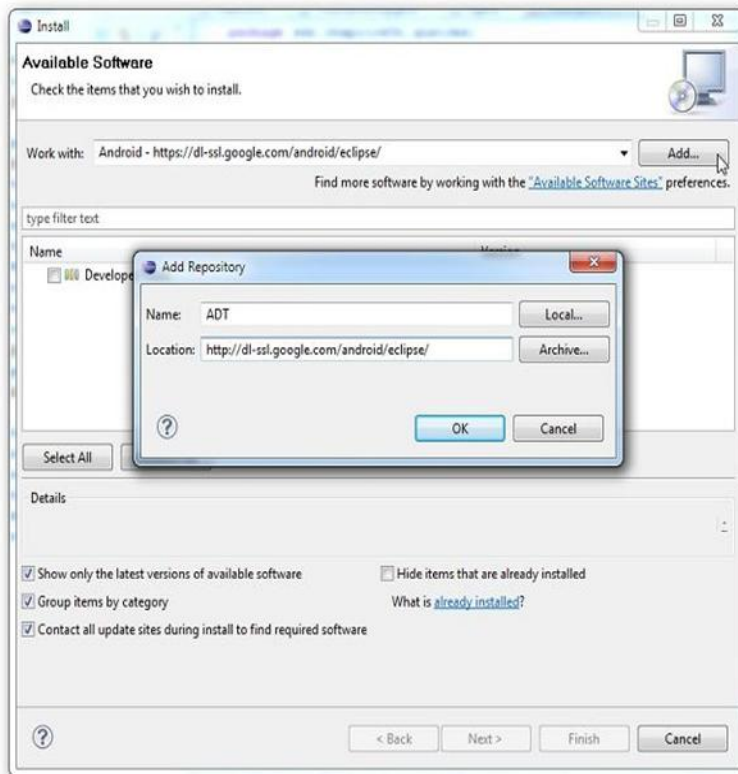 Install
Available Software
Check the items that you wish to install.
Work with: Android - https://dl-ssl.google.com/android/eclipse/ Add...
Find more software by working with the "Available Software Sites" preferences.
type filter text
Name Version
Develope
Add Repository
Name: ADT Local...
Location: http://dl-ssl.google.com/android/eclipse/ Archive...
OK Cancel
Select All
Details
Show only the latest versions of available software Hide items that are already installed
Group items by category What is already installed?
Contact all update sites during install to find required software
< Back Next > Finish Cancel